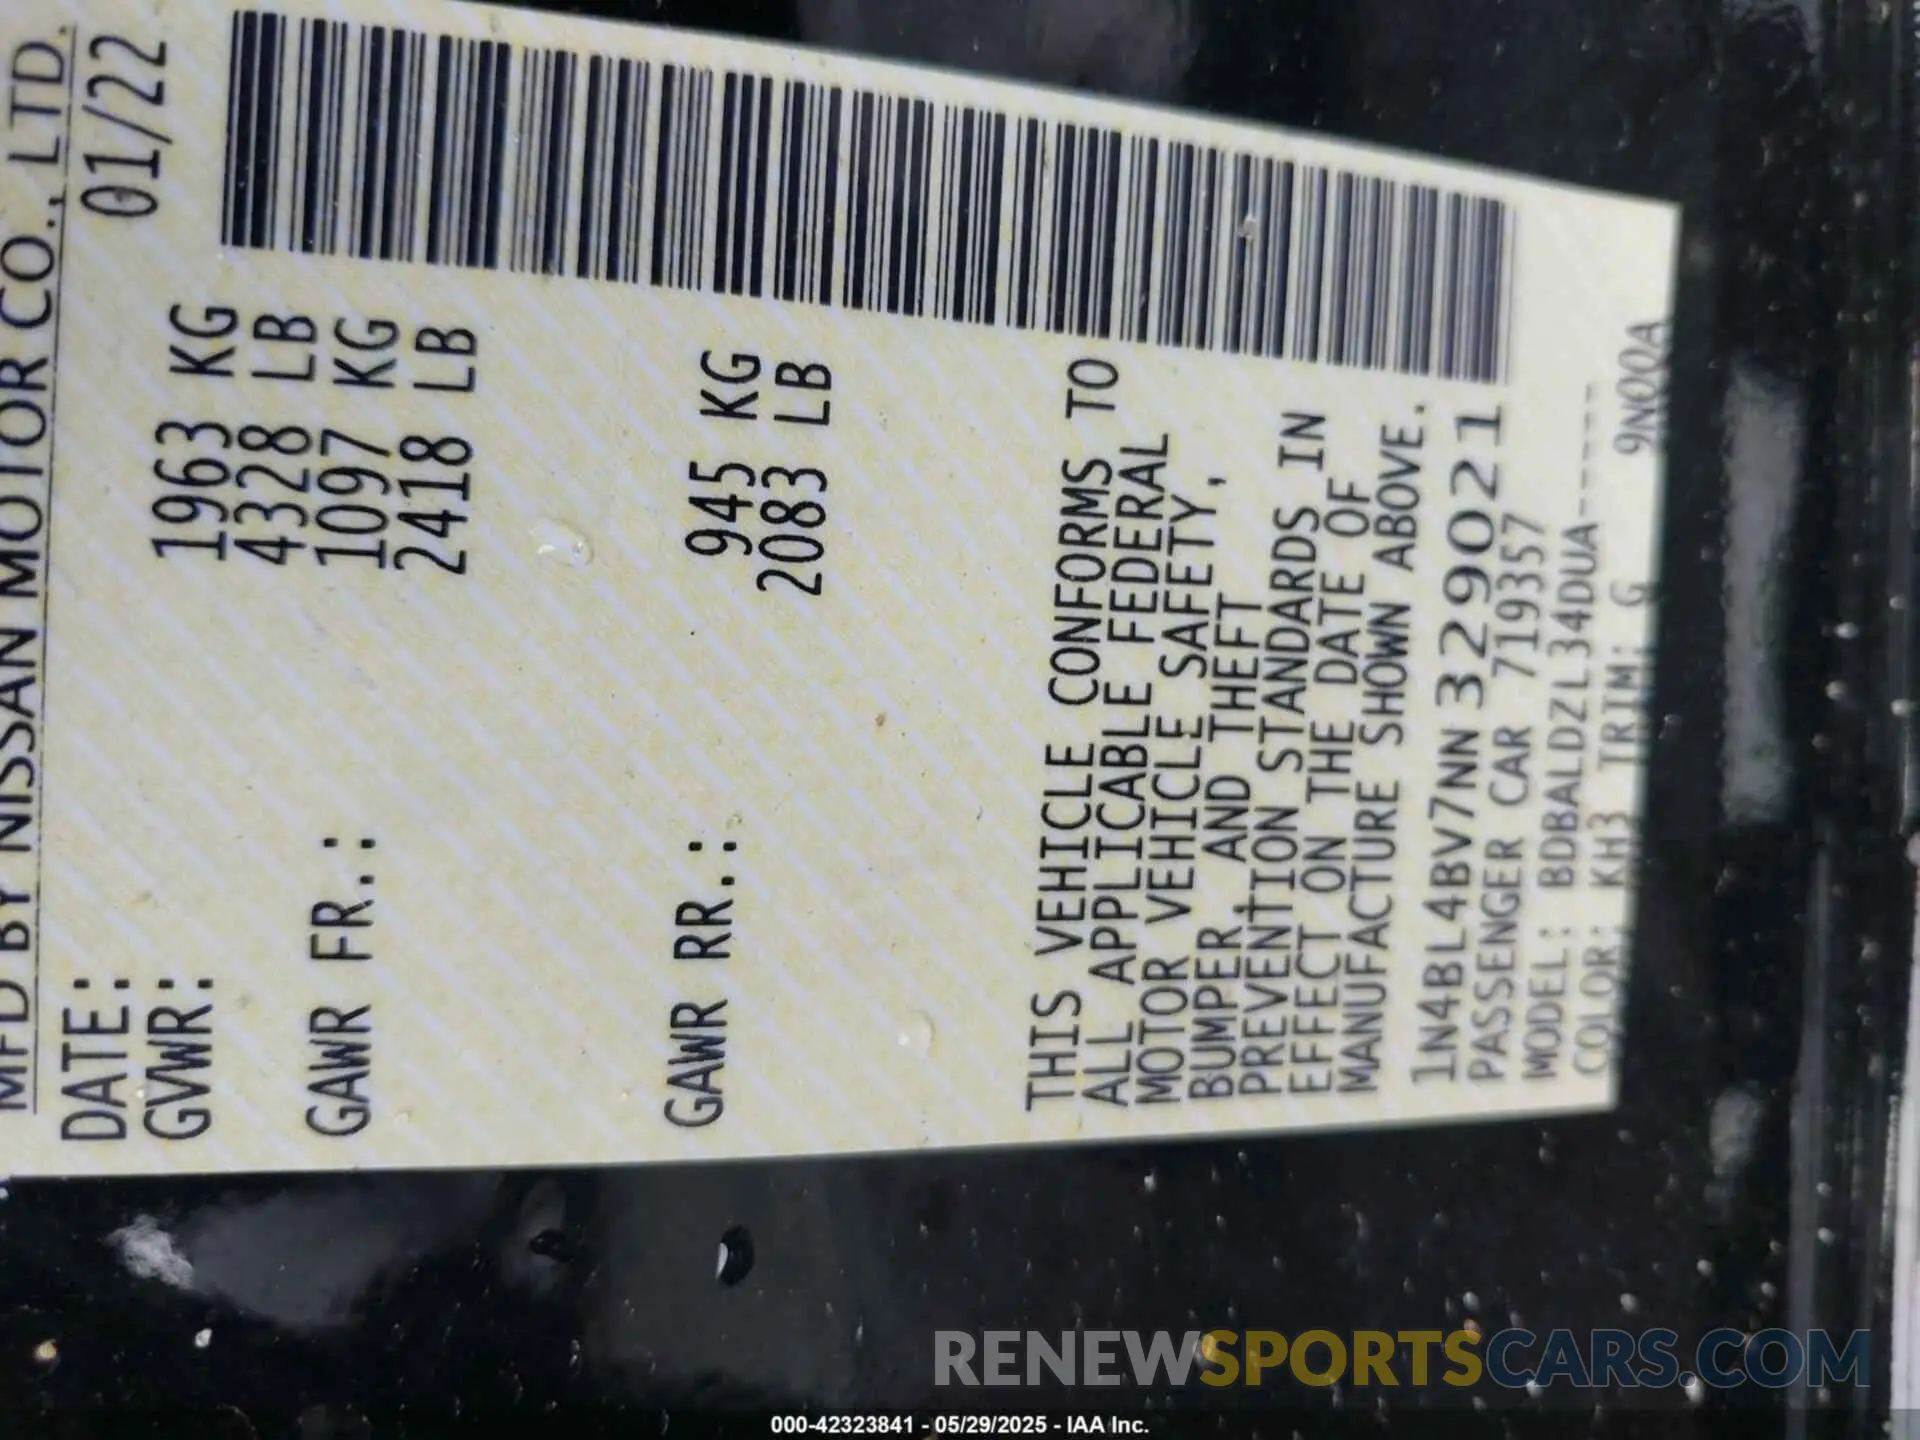 MFD BY NISSAN MOTOR CO., LTD.
DATE: 01/22
GVWR: 1963 KG
4328 LB
GAWR FR.: 1097 KG
2418 LB
GAWR RR.: 945 KG
2083 LB
THIS VEHICLE CONFORMS TO
ALL APPLICABLE FEDERAL
MOTOR VEHICLE SAFETY,
BUMPER, AND THEFT
PREVENTION STANDARDS IN
EFFECT ON THE DATE OF
MANUFACTURE SHOWN ABOVE.
1N4BL4BV7NN329021
PASSENGER CAR 719357
MODEL: BDBALDZL34DUA-----
COLOR: KH3 TRIM: G 9N00A
RENEWSPORTSCARS.COM
000-42323841 - 05/29/2025 - IAA Inc.